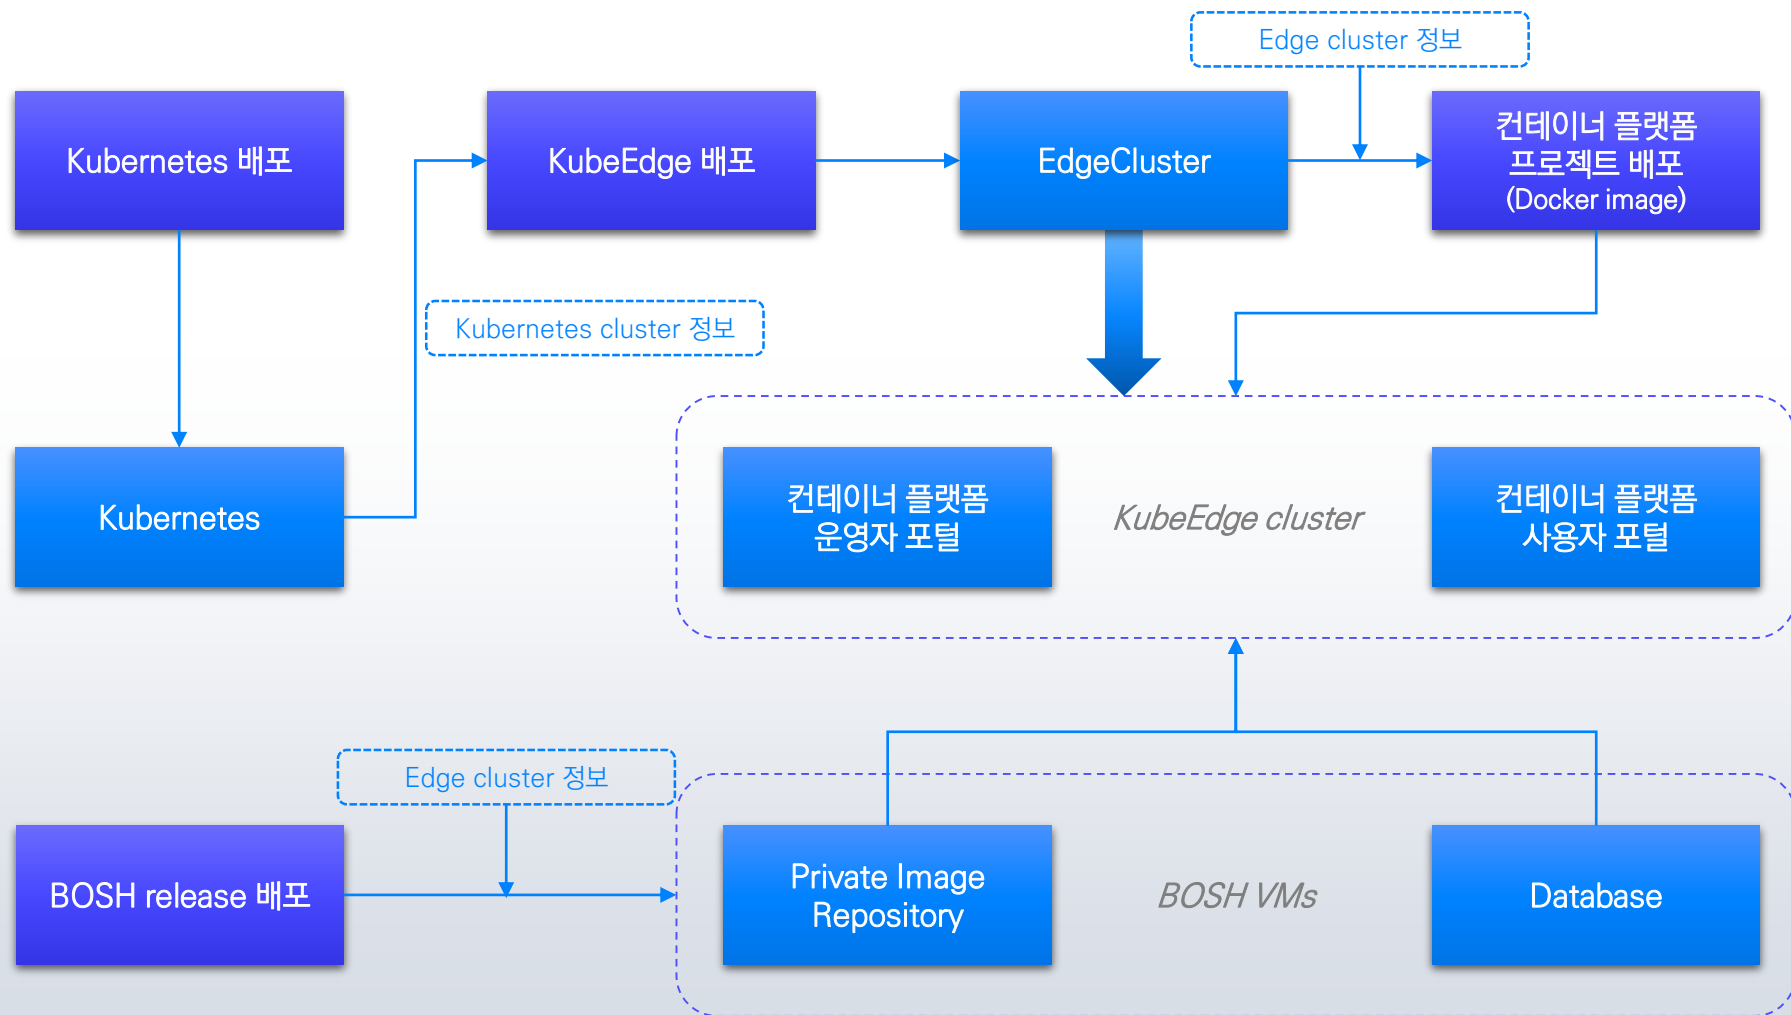 Edge cluster 정보
Kubernetes 배포
KubeEdge 배포
EdgeCluster
컨테이너 플랫폼
프로젝트 배포
(Docker image)
Kubernetes cluster 정보
Kubernetes
컨테이너 플랫폼
운영자 포털
KubeEdge cluster
컨테이너 플랫폼
사용자 포털
Edge cluster 정보
BOSH release 배포
Private Image
Repository
BOSH VMs
Database